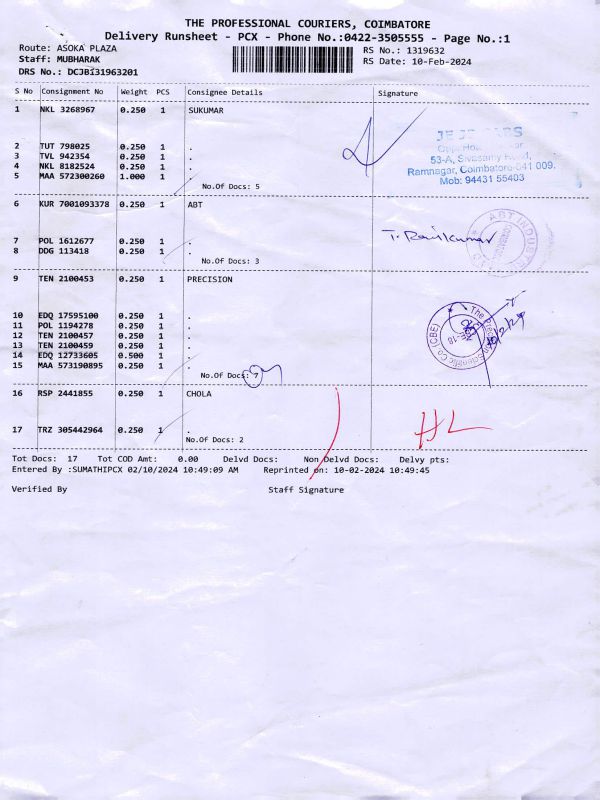 THE PROFESSIONAL COURIERS, COIMBATORE
Delivery Runsheet - PCX - Phone No.:0422-3505555 - Page No.:1
Route: ASOKA PLAZA
RS No.: 1319632
Staff: MUBHARAK
RS Date: 10-Feb-2024
DRS No.: DCJB131963201
S No Consignment No Weight PCS Consignee Details Signature
1 NKL 3268967 0.250 1 SUKUMAR
2 TUT 798025 0.250 1 .
3 TVL 942354 0.250 1 .
4 NKL 8182524 0.250 1 .
5 MAA 572300260 1.000 1 .
No.Of Docs: 5
53-A, Sivasamy Road,
Ramnagar, Coimbatore-641 009.
Mob: 94431 55403
6 KUR 7001093378 0.250 1 ABT
7 POL 1612677 0.250 1 .
8 DDG 113418 0.250 1 .
No.Of Docs: 3
T. RamKumar
9 TEN 2100453 0.250 1 PRECISION
10 EDQ 17595100 0.250 1 .
11 POL 1194278 0.250 1 .
12 TEN 2100457 0.250 1 .
13 TEN 2100459 0.250 1 .
14 EDQ 12733605 0.500 1 .
15 MAA 573190895 0.250 1 .
No.Of Docs: 7
The Precision Scientific Co (CBE)
10/2/24
16 RSP 2441855 0.250 1 CHOLA
17 TRZ 305442964 0.250 1 .
No.Of Docs: 2
HL
Tot Docs: 17 Tot COD Amt: 0.00 Delvd Docs: Non Delvd Docs: Delvy pts:
Entered By :SUMATHIPCX 02/10/2024 10:49:09 AM Reprinted on: 10-02-2024 10:49:45
Verified By Staff Signature